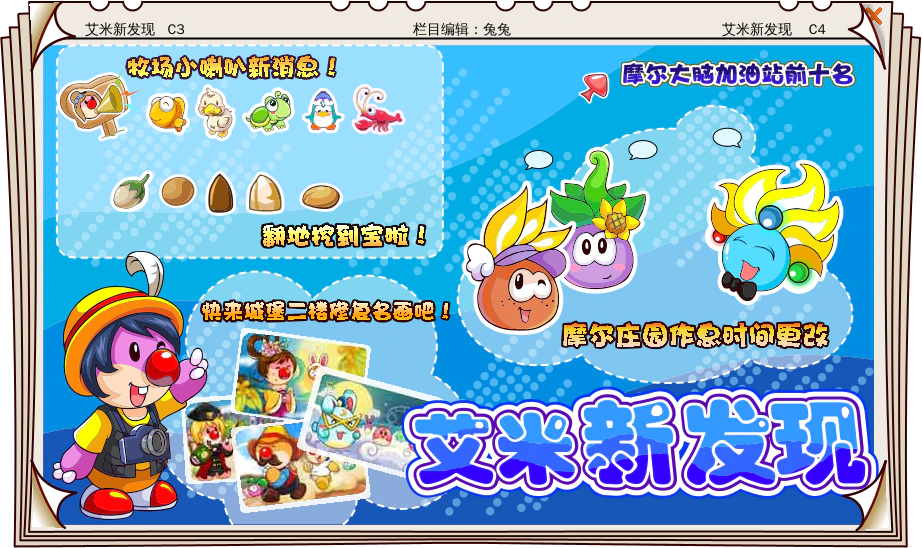 艾米新发现 C3
栏目编辑：兔兔
艾米新发现 C4
牧场小喇叭新消息！
摩尔大脑加油站前十名
翻地挖到宝啦！
快来城堡二楼修复名画吧！
摩尔庄园作息时间更改
艾米新发现